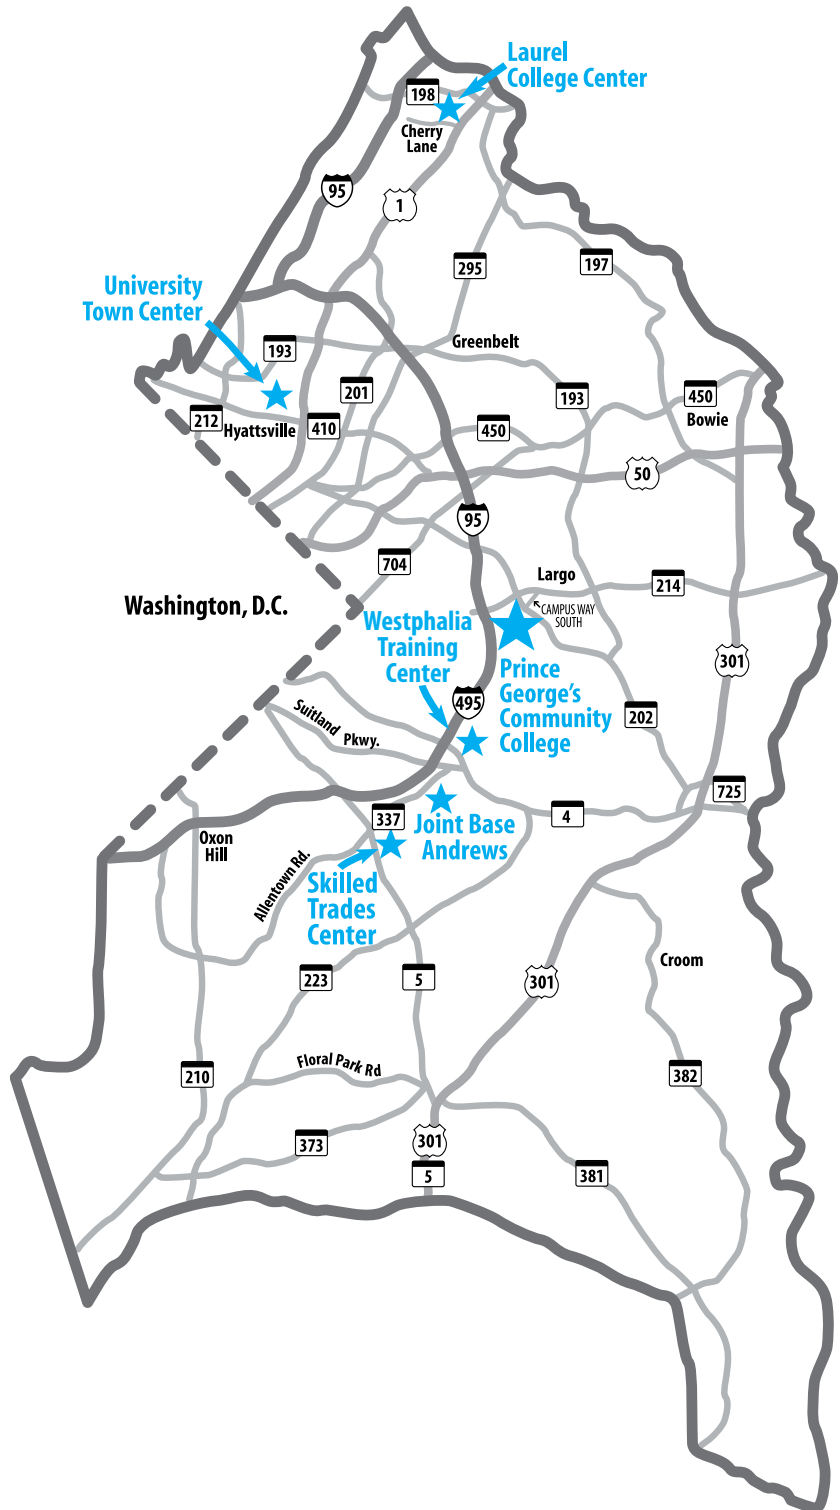 Laurel
College Center
198
Cherry
Lane
95
1
295
197
University
Town Center
193
Greenbelt
201
193
450
Bowie
212
Hyattsville
410
450
50
95
704
Largo
214
Washington, D.C.
CAMPUS WAY
SOUTH
Westphalia
Training
Center
Prince
George's
Community
College
301
495
202
Suitland
Pkwy.
725
337
4
Joint Base
Andrews
Oxon
Hill
Allentown Rd.
Skilled
Trades
Center
223
5
301
Croom
Floral Park Rd
210
382
373
301
5
381